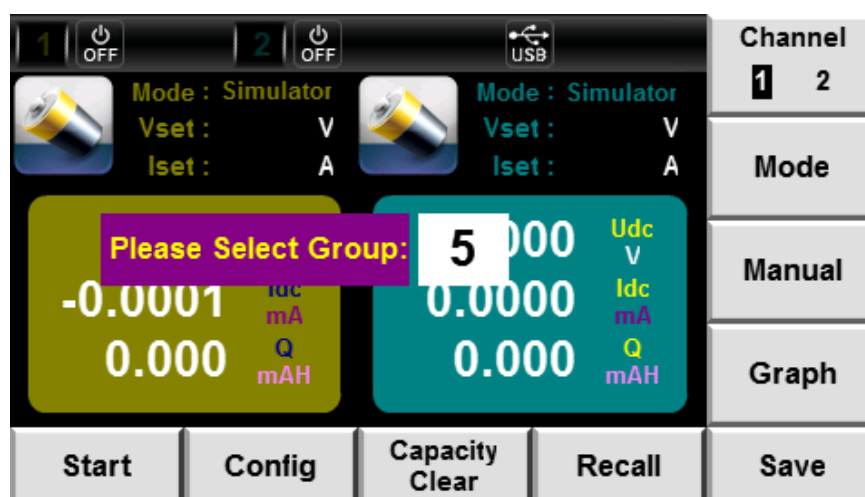 1 OFF 2 OFF USB
Channel
1 2
Mode : Simulator
Vset : V
Iset : A
Mode : Simulator
Vset : V
Iset : A
Mode
Please Select Group: 5
Udc
V
-0.0001 Idc
mA
0.0000 Idc
mA
0.000 Q
mAH
0.000 Q
mAH
Manual
Graph
Start
Config
Capacity
Clear
Recall
Save